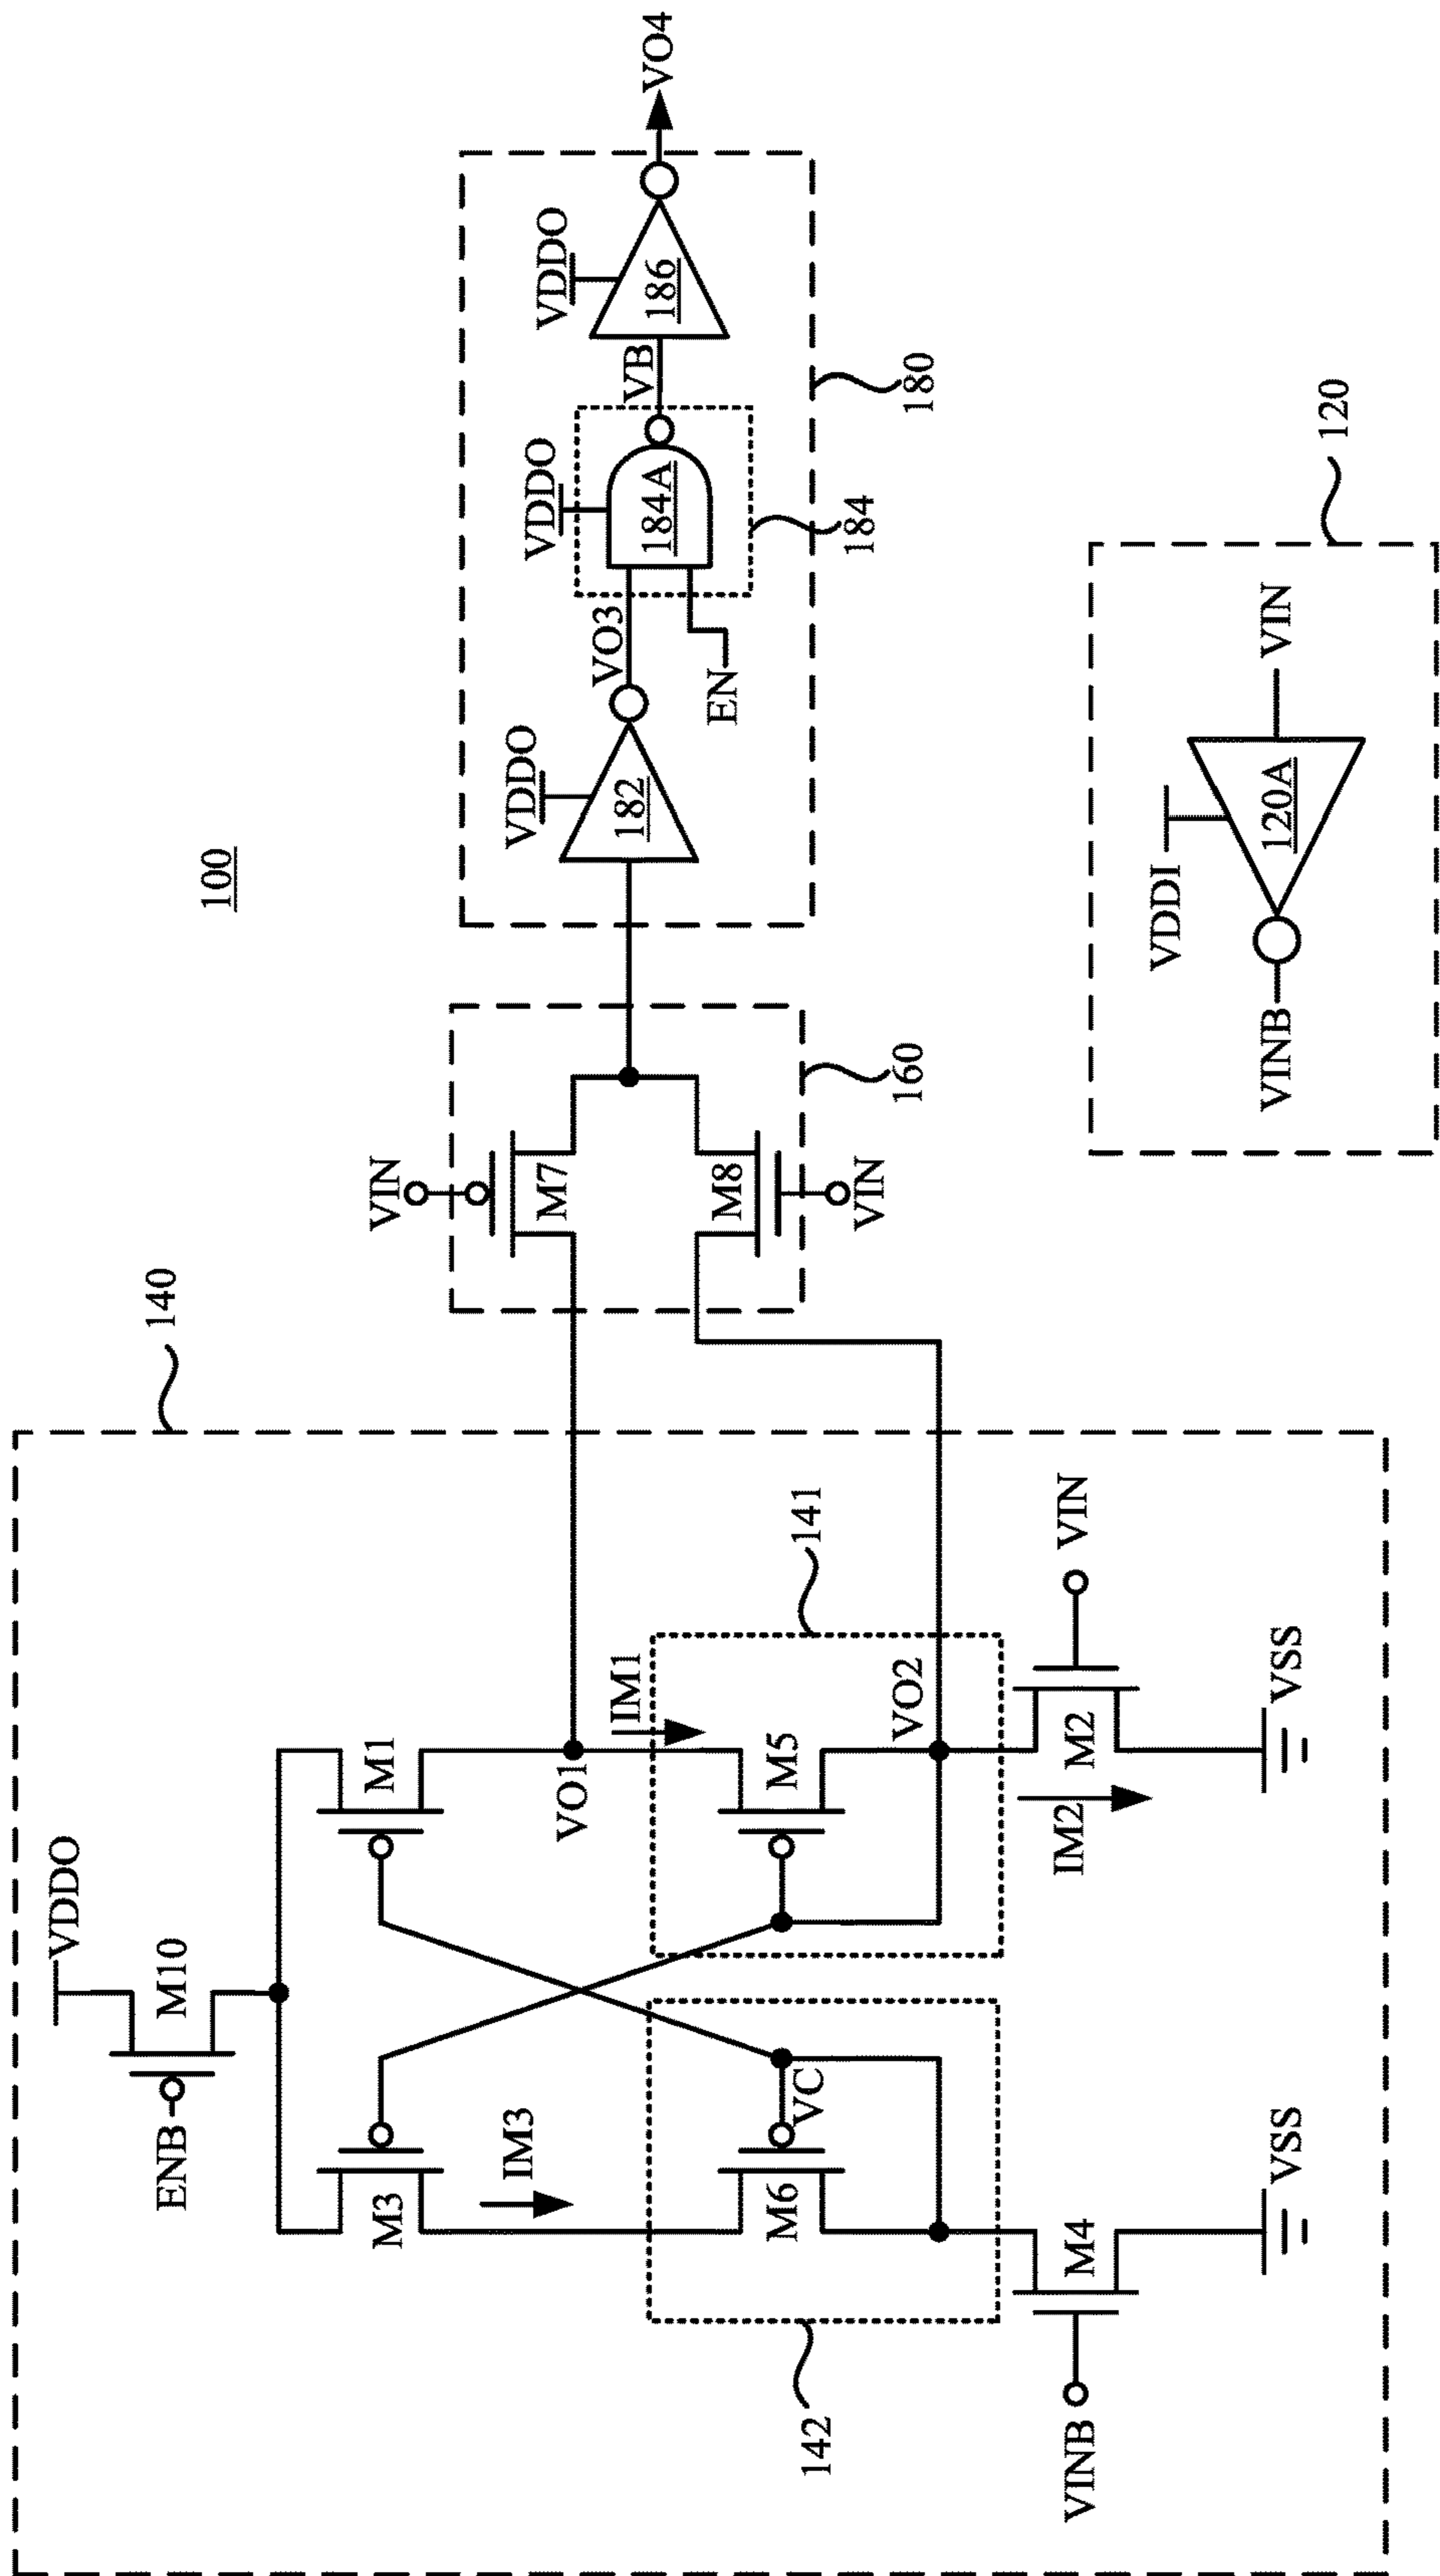 100
140
VDDO
ENB
M10
M3
M1
IM3
VO1
IM1
141
142
M6
VC
M5
VO2
VINB
M4
IM2
M2
VIN
VSS
VSS
VIN
M7
M8
VIN
160
VDDO
182
VO3
EN
VDDO
184A
184
VB
VDDO
186
180
VO4
VDDI
VINB
120A
VIN
120